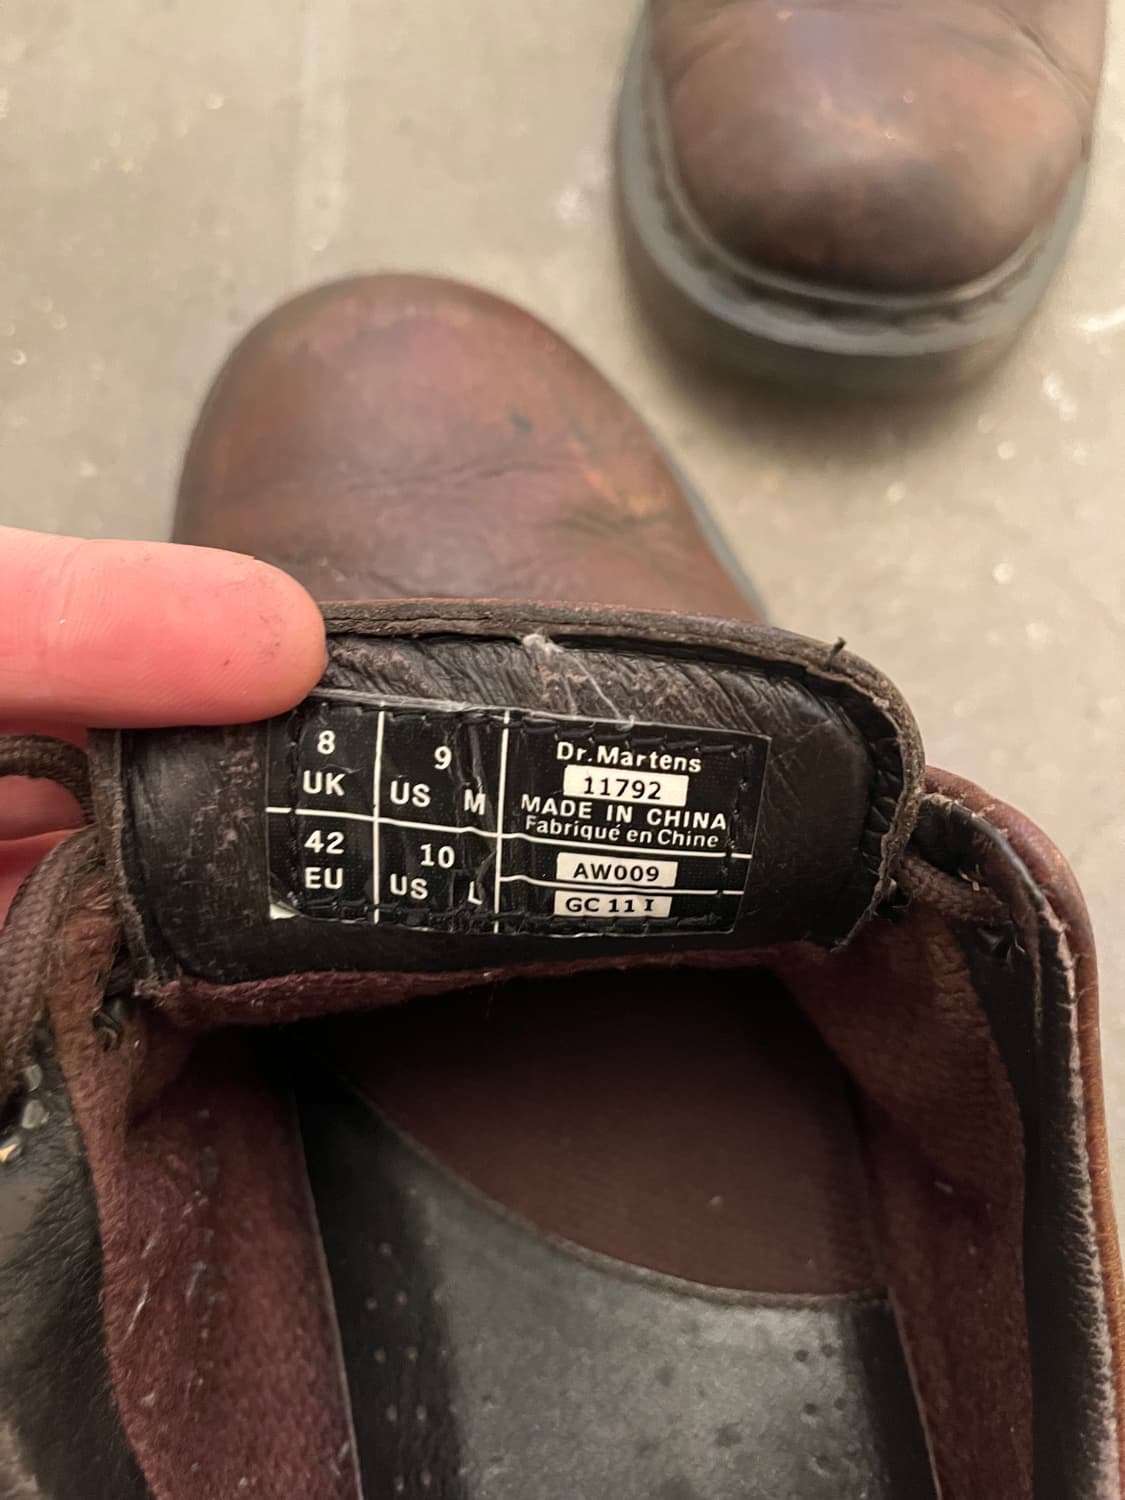 8
UK
9
US M
42
EU
10
US L
Dr.Martens
11792
MADE IN CHINA
Fabriqué en Chine
AW009
GC 11 I